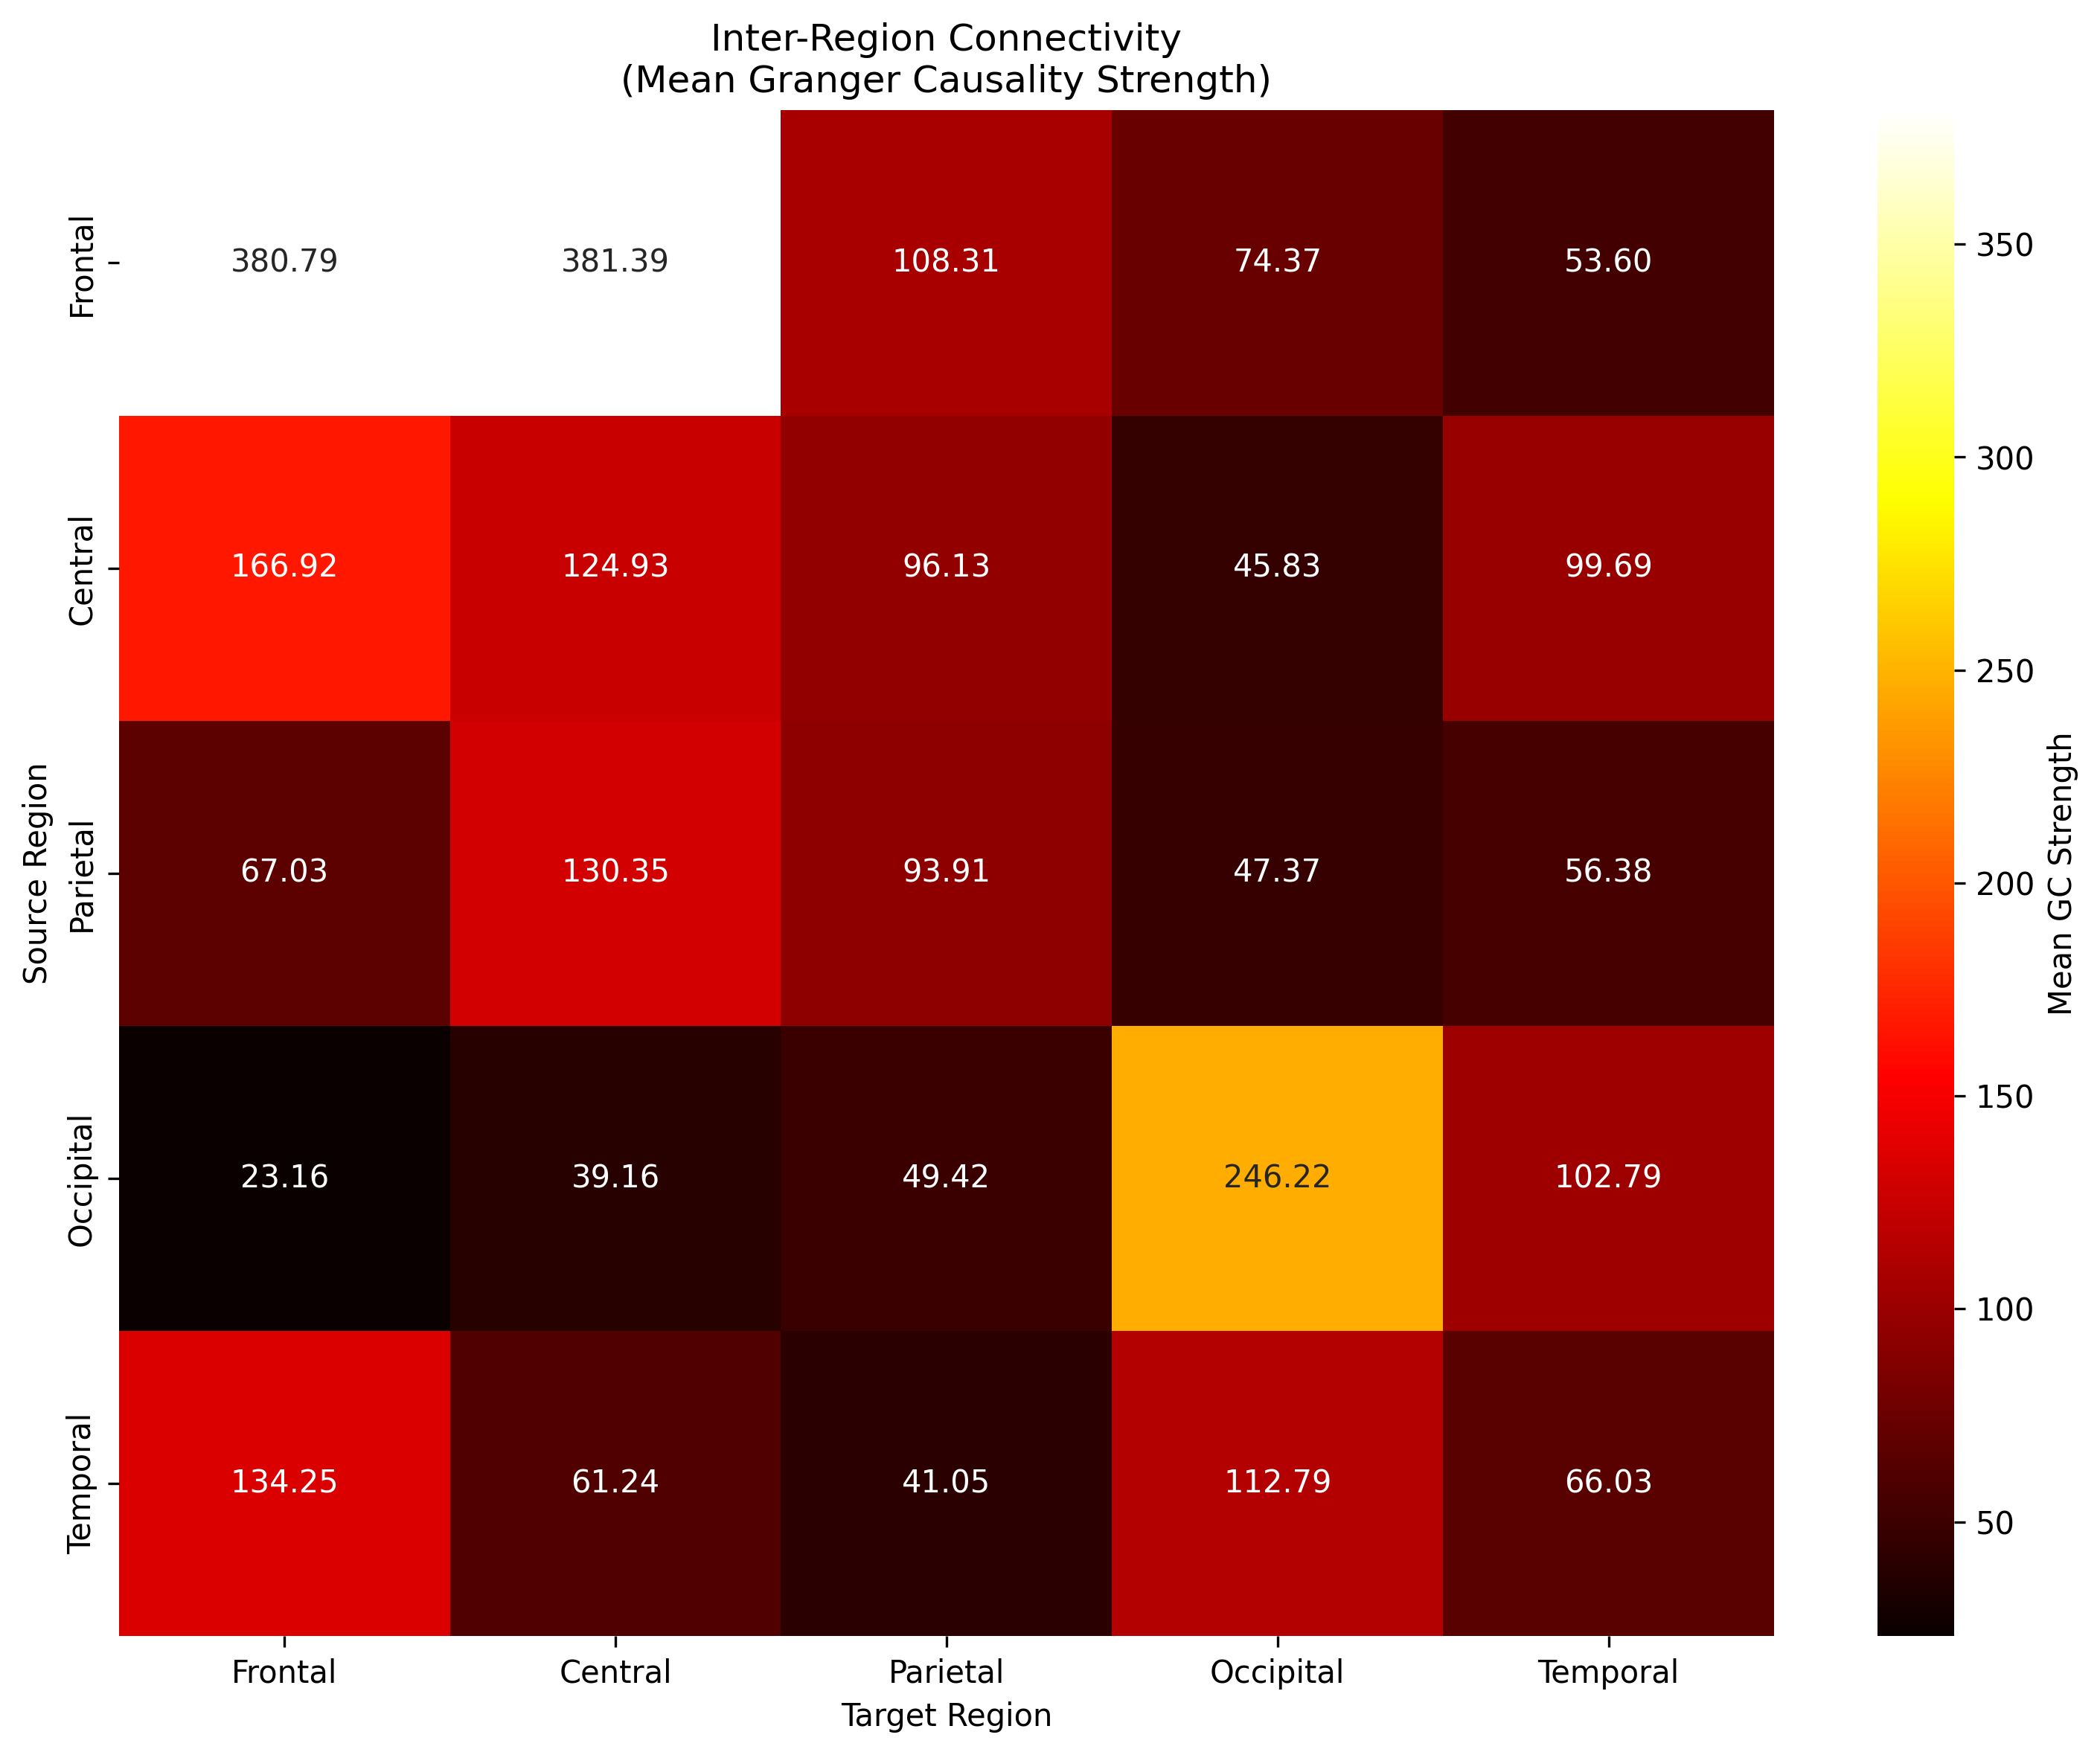 Inter-Region Connectivity
(Mean Granger Causality Strength)
Source Region
Frontal
380.79 381.39 108.31 74.37 53.60
Central
166.92 124.93 96.13 45.83 99.69
Parietal
67.03 130.35 93.91 47.37 56.38
Occipital
23.16 39.16 49.42 246.22 102.79
Temporal
134.25 61.24 41.05 112.79 66.03
Frontal Central Parietal Occipital Temporal
Target Region
350
300
250
200
150
100
50
Mean GC Strength